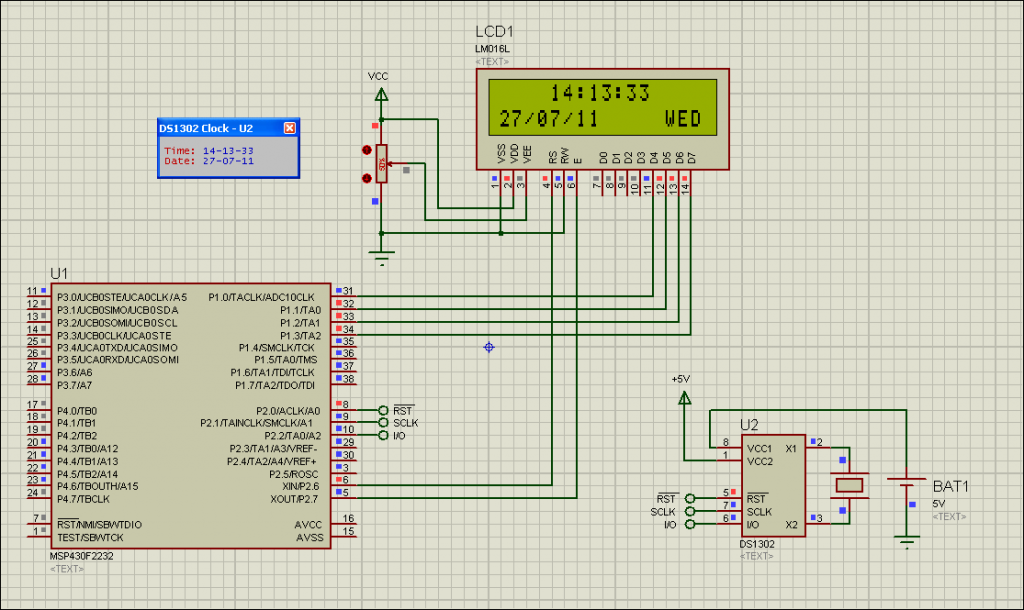 LCD1
LM016L
<TEXT>
14:13:33
27/07/11 WED
VSS VDD VEE RS RW E D0 D1 D2 D3 D4 D5 D6 D7
1 2 3 4 5 6 7 8 9 10 11 12 13 14
VCC
50%
DS1302 Clock - U2
Time: 14-13-33
Date: 27-07-11
U1
11 P3.0/UCB0STE/UCA0CLK/A5 P1.0/TACLK/ADC10CLK 31
12 P3.1/UCB0SIMO/UCB0SDA P1.1/TA0 32
13 P3.2/UCB0SOMI/UCB0SCL P1.2/TA1 33
14 P3.3/UCB0CLK/UCA0STE P1.3/TA2 34
25 P3.4/UCA0TXD/UCA0SIMO P1.4/SMCLK/TCK 35
26 P3.5/UCA0RXD/UCA0SOMI P1.5/TA0/TMS 36
27 P3.6/A6 P1.6/TA1/TDI/TCLK 37
28 P3.7/A7 P1.7/TA2/TDO/TDI 38
17 P4.0/TB0 P2.0/ACLK/A0 8 RST
18 P4.1/TB1 P2.1/TAINCLK/SMCLK/A1 9 SCLK
19 P4.2/TB2 P2.2/TA0/A2 10 I/O
20 P4.3/TB0/A12 P2.3/TA1/A3/VREF- 29
21 P4.4/TB1/A13 P2.4/TA2/A4/VREF+ 30
22 P4.5/TB2/A14 P2.5/ROSC 3
23 P4.6/TBOUTH/A15 XIN/P2.6 6
24 P4.7/TBCLK XOUT/P2.7 5
7 RST/NMI/SBWTDIO AVCC 16
1 TEST/SBWTCK AVSS 15
MSP430F2232
<TEXT>
+5V
U2
8 VCC1 X1 2
1 VCC2
RST 5 RST
SCLK 7 SCLK
I/O 6 I/O X2 3
DS1302
<TEXT>
BAT1
5V
<TEXT>